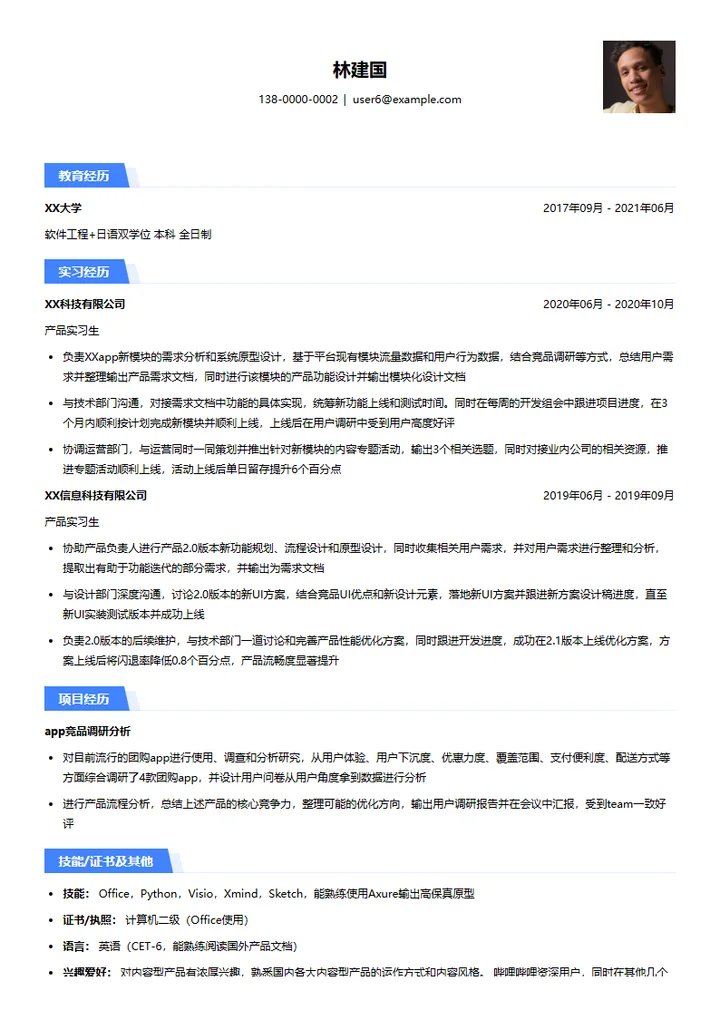 林建国
138-0000-0002 | user6@example.com
教育经历
XX大学 2017年09月 - 2021年06月
软件工程+日语双学位 本科 全日制
实习经历
XX科技有限公司 2020年06月 - 2020年10月
产品实习生
• 负责XXapp新模块的需求分析和系统原型设计，基于平台现有模块流量数据和用户行为数据，结合竞品调研等方式，总结用户需
求并整理输出产品需求文档，同时进行该模块的产品功能设计并输出模块化设计文档
• 与技术部门沟通，对接需求文档中功能的具体实现，统筹新功能上线和测试时间。同时在每周的开发组会中跟进项目进度，在3
个月内顺利按计划完成新模块并顺利上线，上线后在用户调研中受到用户高度好评
• 协调运营部门，与运营同时一同策划并推出针对新模块的内容专题活动，输出3个相关选题，同时对接业内公司的相关资源，推
进专题活动顺利上线，活动上线后单日留存提升6个百分点
XX信息科技有限公司 2019年06月 - 2019年09月
产品实习生
• 协助产品负责人进行产品2.0版本新功能规划、流程设计和原型设计，同时收集相关用户需求，并对用户需求进行整理和分析，
提取出有助于功能迭代的部分需求，并输出为需求文档
• 与设计部门深度沟通，讨论2.0版本的新UI方案，结合竞品UI优点和新设计元素，落地新UI方案并跟进新方案设计稿进度，直至
新UI实装测试版本并成功上线
• 负责2.0版本的后续维护，与技术部门一道讨论和完善产品性能优化方案，同时跟进开发进度，成功在2.1版本上线优化方案，方
案上线后将闪退率降低0.8个百分点，产品流畅度显著提升
项目经历
app竞品调研分析
• 对目前流行的团购app进行使用、调查和分析研究，从用户体验、用户下沉度、优惠力度、覆盖范围、支付便利度、配送方式等
方面综合调研了4款团购app，并设计用户问卷从用户角度拿到数据进行分析
• 进行产品流程分析，总结上述产品的核心竞争力，整理可能的优化方向，输出用户调研报告并在会议中汇报，受到team一致好
评
技能/证书及其他
• 技能： Office，Python，Visio，Xmind，Sketch，能熟练使用Axure输出高保真原型
• 证书/执照： 计算机二级（Office使用）
• 语言： 英语（CET-6，能熟练阅读国外产品文档）
• 兴趣爱好： 对内容型产品有浓厚兴趣，熟悉国内各大内容型产品的运作方式和内容风格。 哔哩哔哩资深用户，同时在其他几个